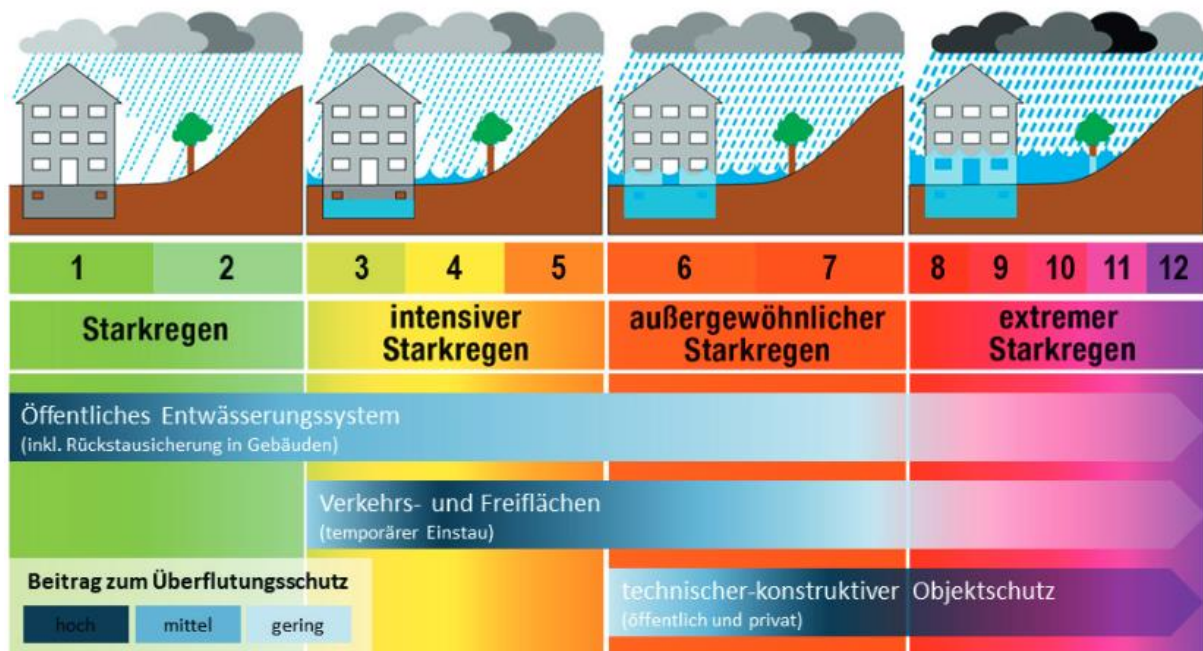 1 2 3 4 5 6 7 8 9 10 11 12
Starkregen
intensiver
Starkregen
außergewöhnlicher
Starkregen
extremer
Starkregen
Öffentliches Entwässerungssystem
(inkl. Rückstausicherung in Gebäuden)
Verkehrs- und Freiflächen
(temporärer Einstau)
technischer-konstruktiver Objektschutz
(öffentlich und privat)
Beitrag zum Überflutungsschutz
hoch mittel gering